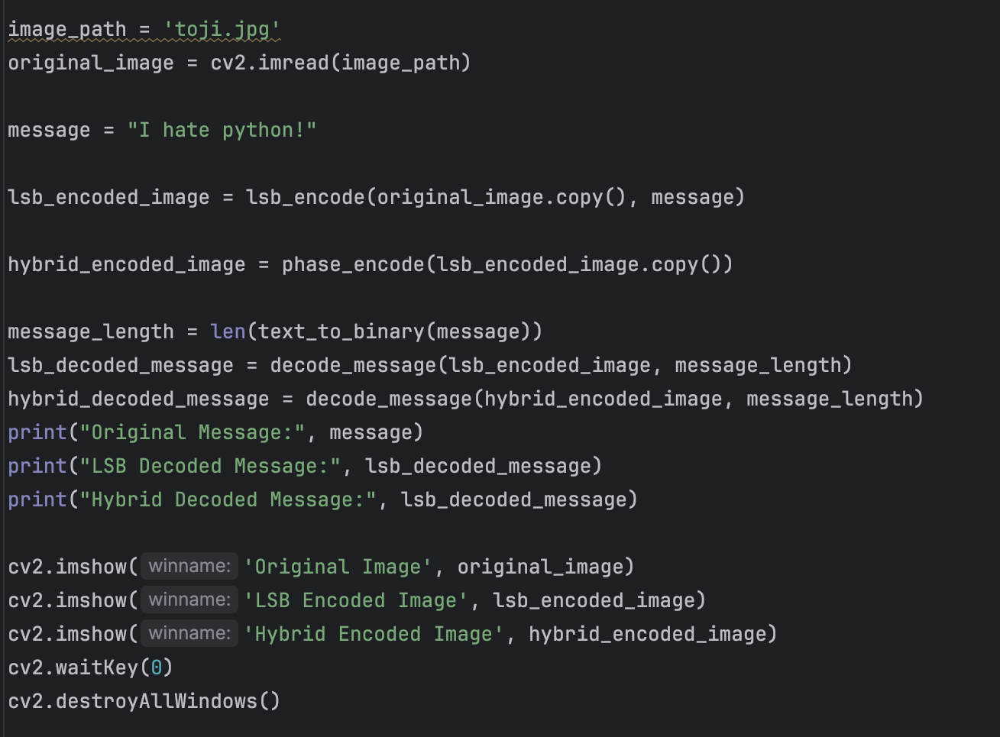 image_path = 'toji.jpg'
original_image = cv2.imread(image_path)
message = "I hate python!"
lsb_encoded_image = lsb_encode(original_image.copy(), message)
hybrid_encoded_image = phase_encode(lsb_encoded_image.copy())
message_length = len(text_to_binary(message))
lsb_decoded_message = decode_message(lsb_encoded_image, message_length)
hybrid_decoded_message = decode_message(hybrid_encoded_image, message_length)
print("Original Message:", message)
print("LSB Decoded Message:", lsb_decoded_message)
print("Hybrid Decoded Message:", lsb_decoded_message)
cv2.imshow( winname: 'Original Image', original_image)
cv2.imshow( winname: 'LSB Encoded Image', lsb_encoded_image)
cv2.imshow( winname: 'Hybrid Encoded Image', hybrid_encoded_image)
cv2.waitKey(0)
cv2.destroyAllWindows()